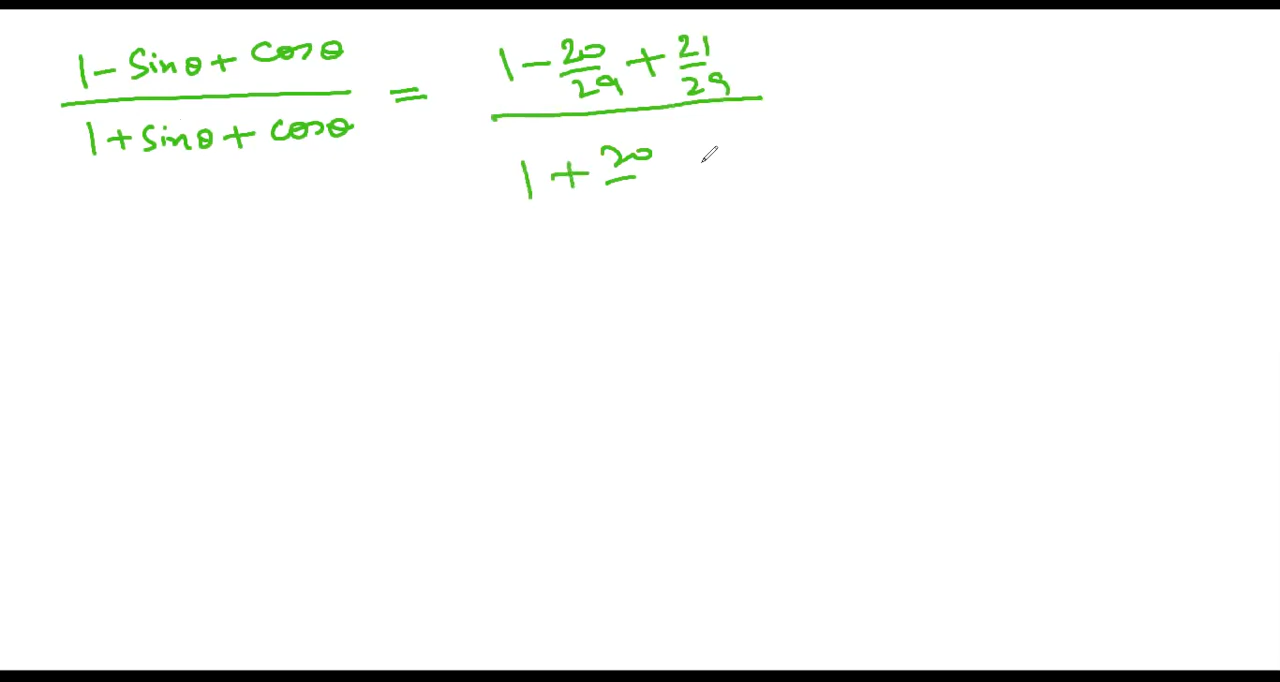 1 - Sinθ + Cosθ
1 + Sinθ + Cosθ
=
1 - 20/29 + 21/29
1 + 20